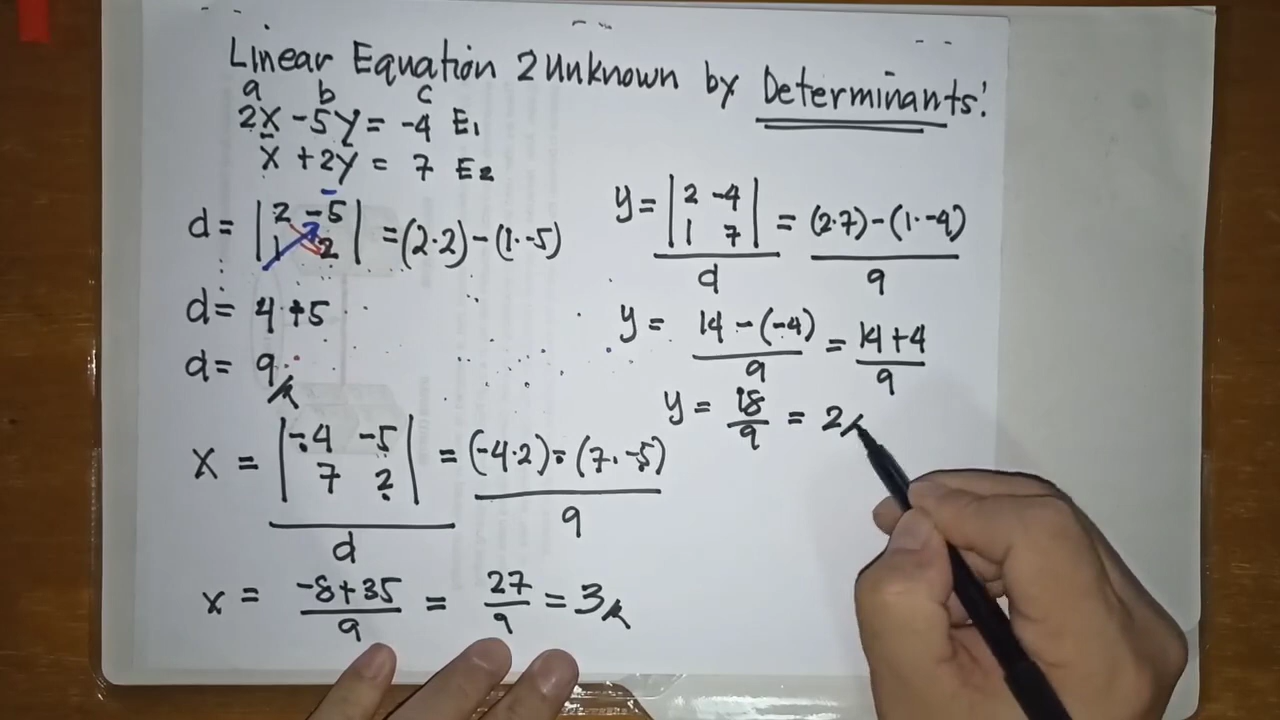 Linear Equation 2 Unknown by Determinants:
a b c
2X -5Y = -4 E1
X + 2Y = 7 E2
d = | 2 -5 | = (2·2) - (1·-5)
| 1 2 |
d = 4 + 5
d = 9
X = | -4 -5 | = (-4·2) - (7·-5)
| 7 2 |
d 9
x = -8+35 = 27 = 3
9 9
y = | 2 -4 | = (2·7) - (1·-4)
| 1 7 |
d 9
y = 14 - (-4) = 14 + 4
9 9
y = 18 = 2
9